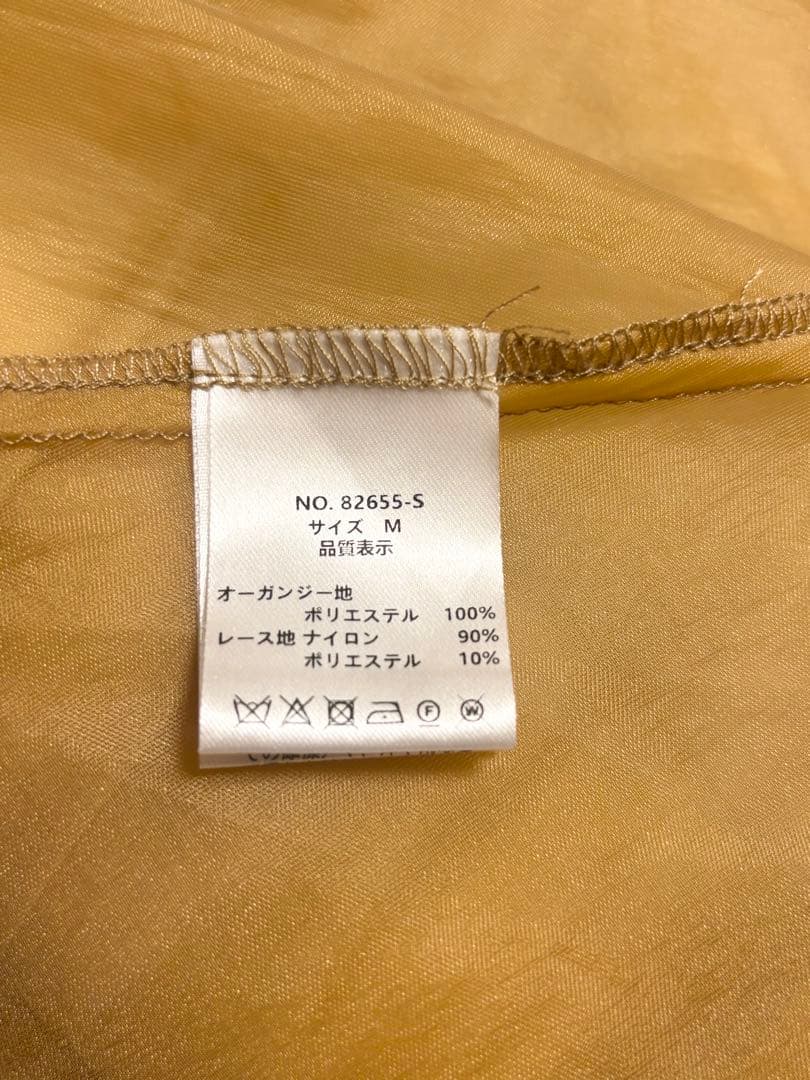 NO. 82655-S
サイズ M
品質表示
オーガンジー地
ポリエステル 100%
レース地 ナイロン 90%
ポリエステル 10%
F W